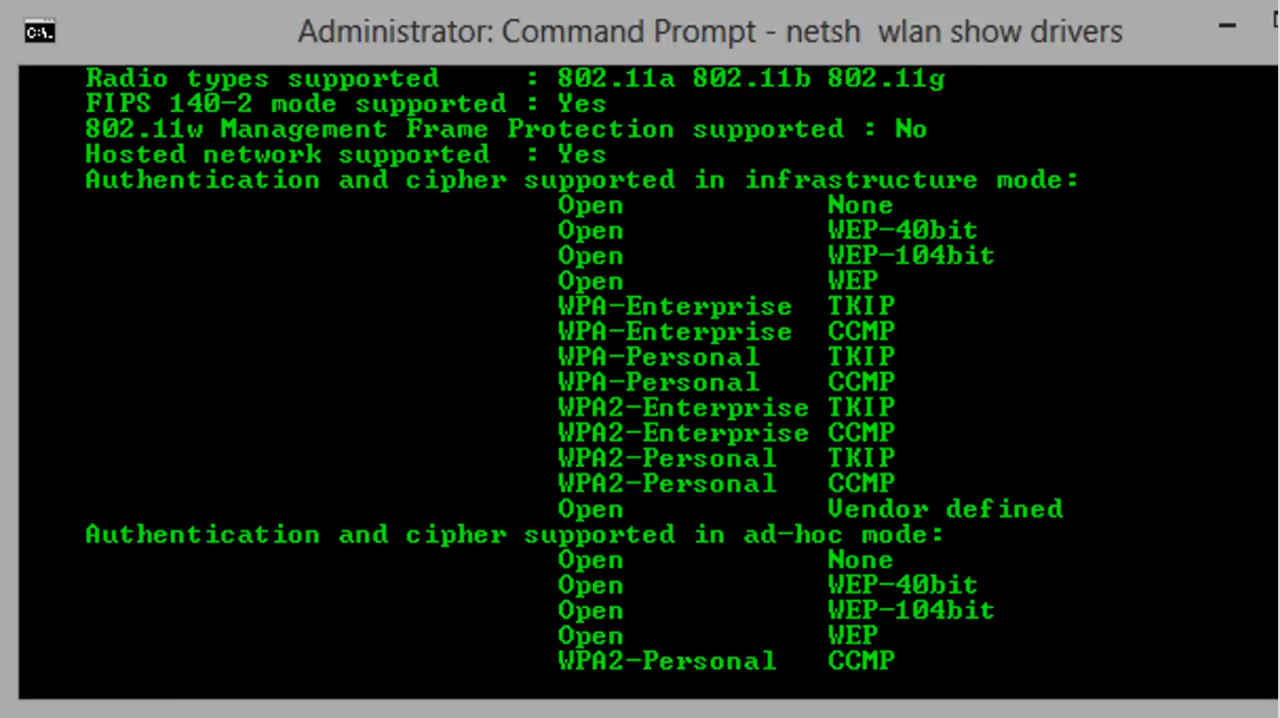 C:\.
Administrator: Command Prompt - netsh wlan show drivers
Radio types supported : 802.11a 802.11b 802.11g
FIPS 140-2 mode supported : Yes
802.11w Management Frame Protection supported : No
Hosted network supported : Yes
Authentication and cipher supported in infrastructure mode:
Open None
Open WEP-40bit
Open WEP-104bit
Open WEP
WPA-Enterprise TKIP
WPA-Enterprise CCMP
WPA-Personal TKIP
WPA-Personal CCMP
WPA2-Enterprise TKIP
WPA2-Enterprise CCMP
WPA2-Personal TKIP
WPA2-Personal CCMP
Open Vendor defined
Authentication and cipher supported in ad-hoc mode:
Open None
Open WEP-40bit
Open WEP-104bit
Open WEP
WPA2-Personal CCMP